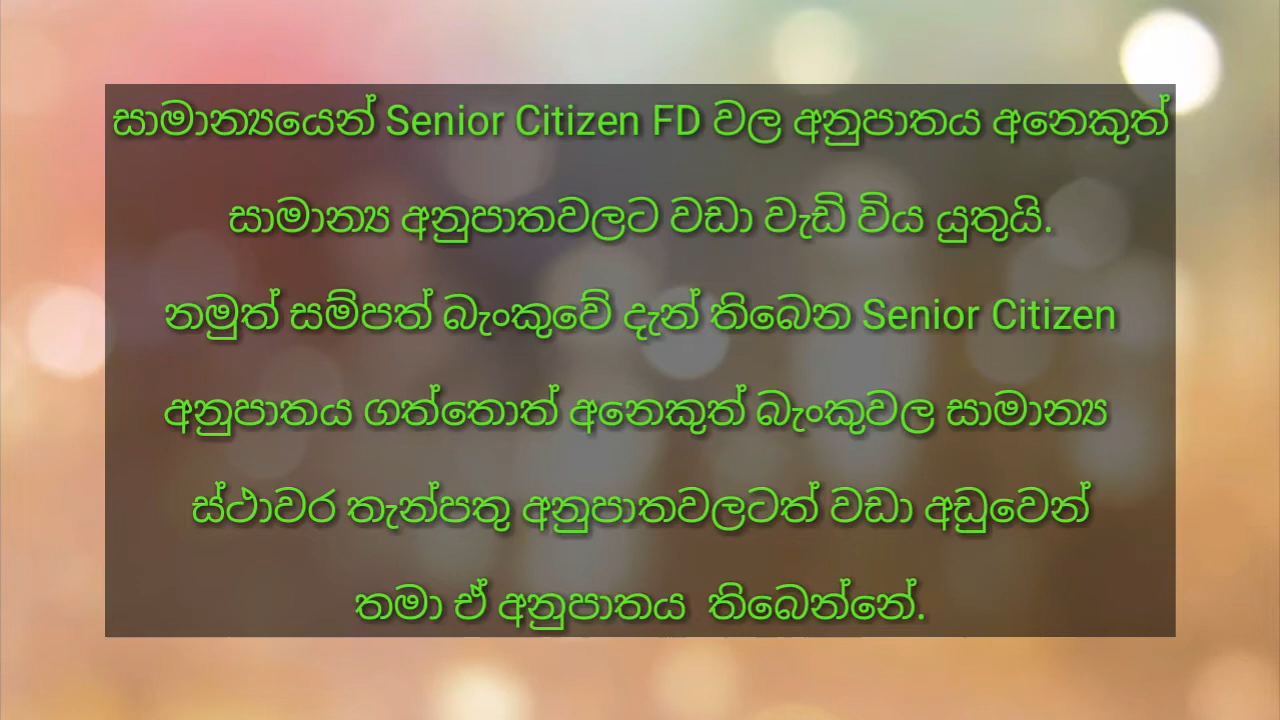 සාමාන්‍යයෙන් Senior Citizen FD වල අනුපාතය අනෙකුත්
සාමාන්‍ය අනුපාතවලට වඩා වැඩි විය යුතුයි.
නමුත් සම්පත් බැංකුවේ දැන් තිබෙන Senior Citizen
අනුපාතය ගත්තොත් අනෙකුත් බැංකුවල සාමාන්‍ය
ස්ථාවර තැන්පතු අනුපාතවලටත් වඩා අඩුවෙන්
තමා ඒ අනුපාතය තිබෙන්නේ.